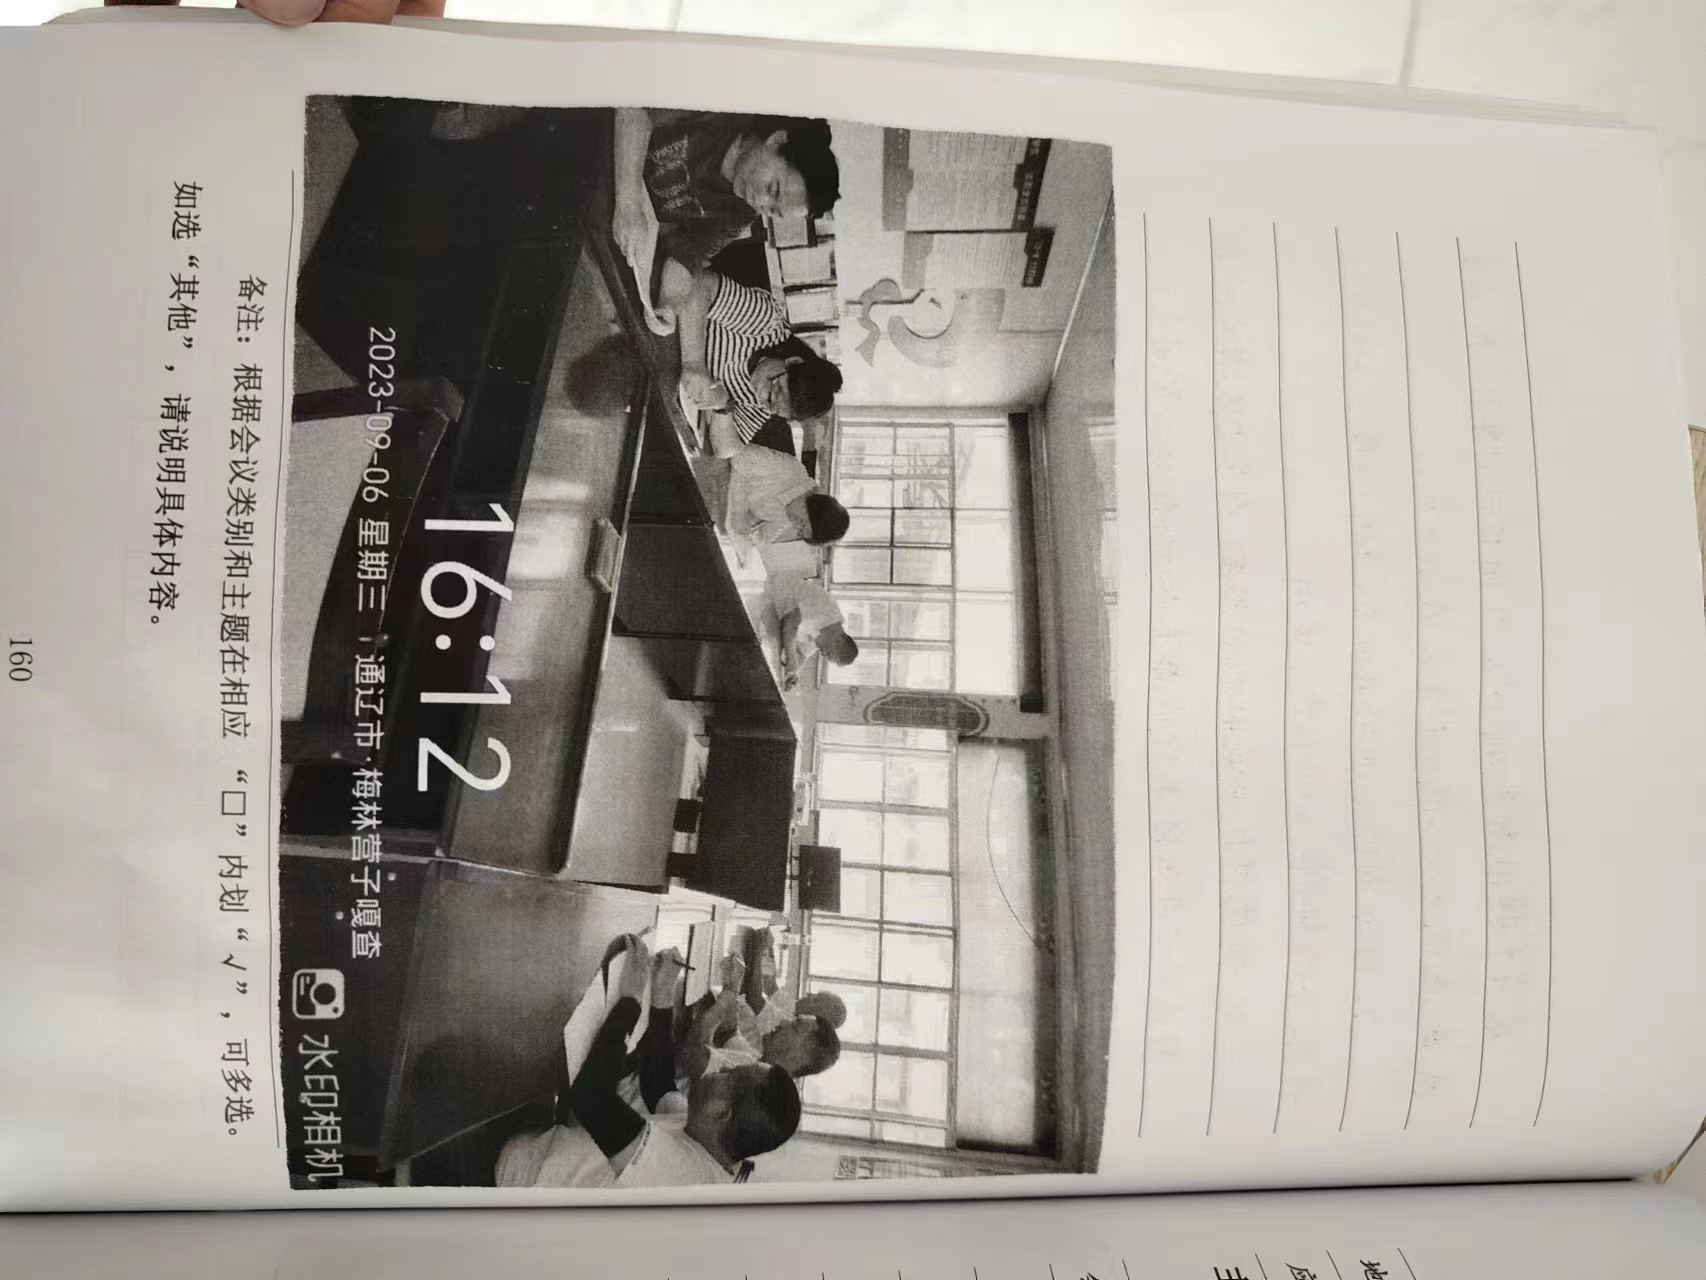 16:12
2023-09-06 星期三 · 通辽市·梅林营子嘎查
水印相机
备注：根据会议类别和主题在相应 “□” 内划 “√”，可多选。
如选 “其他”，请说明具体内容。
160
地